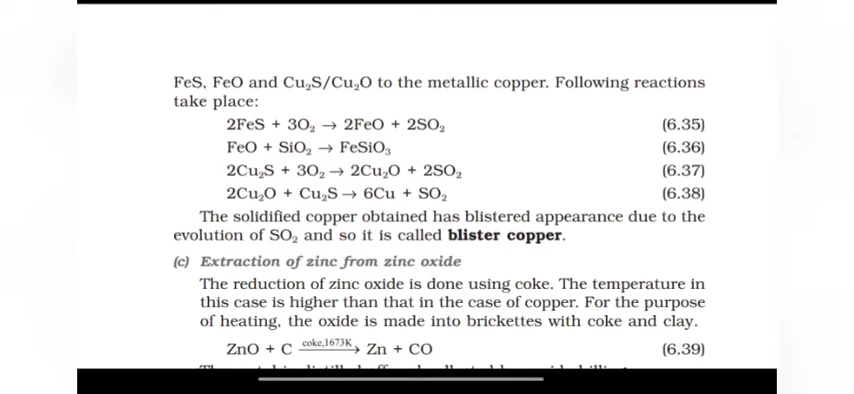 FeS, FeO and Cu₂S/Cu₂O to the metallic copper. Following reactions
take place:
2FeS + 3O₂ → 2FeO + 2SO₂ (6.35)
FeO + SiO₂ → FeSiO₃ (6.36)
2Cu₂S + 3O₂ → 2Cu₂O + 2SO₂ (6.37)
2Cu₂O + Cu₂S → 6Cu + SO₂ (6.38)
The solidified copper obtained has blistered appearance due to the
evolution of SO₂ and so it is called blister copper.
(c) Extraction of zinc from zinc oxide
The reduction of zinc oxide is done using coke. The temperature in
this case is higher than that in the case of copper. For the purpose
of heating, the oxide is made into brickettes with coke and clay.
ZnO + C coke,1673K → Zn + CO (6.39)